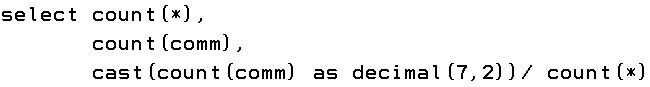 select count(*),
       count(comm),
       cast(count(comm) as decimal(7,2))/ count(*)